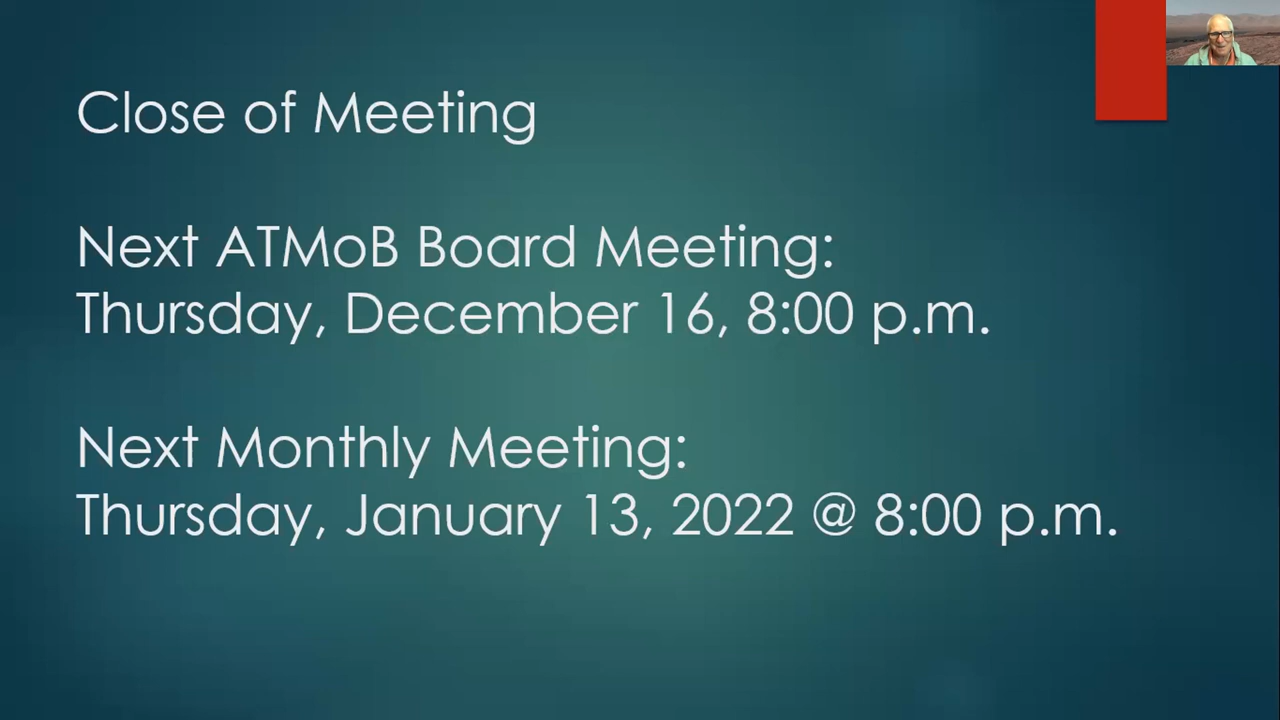 Close of Meeting
Next ATMoB Board Meeting:
Thursday, December 16, 8:00 p.m.
Next Monthly Meeting:
Thursday, January 13, 2022 @ 8:00 p.m.